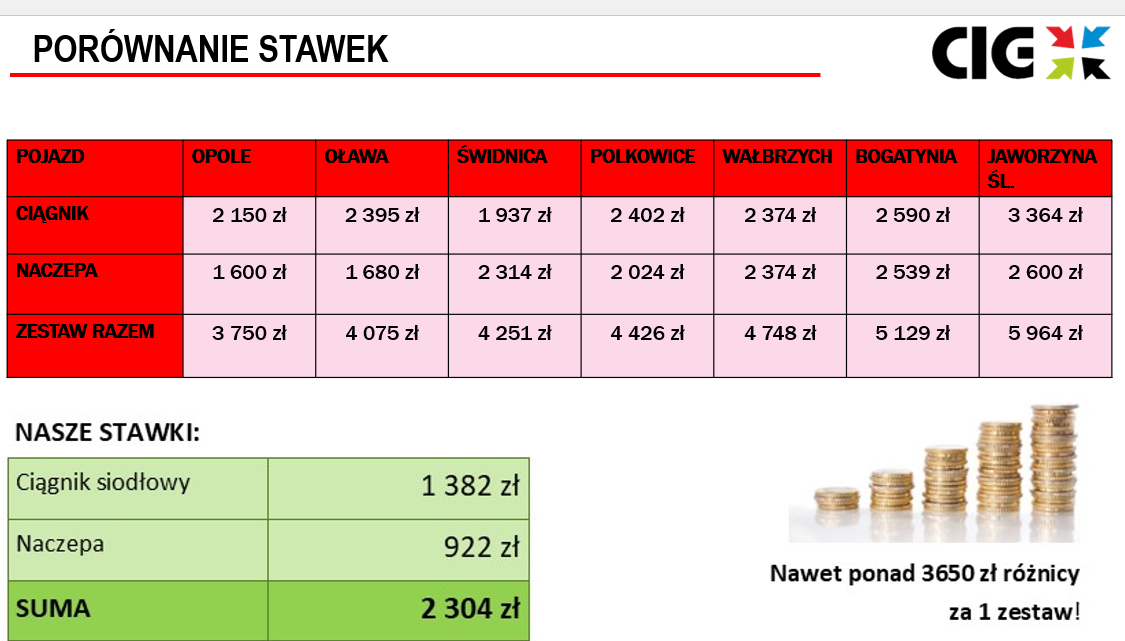 PORÓWNANIE STAWEK
CIG
POJAZD OPOLE OŁAWA ŚWIDNICA POLKOWICE WAŁBRZYCH BOGATYNIA JAWORZYNA
ŚL.
CIĄGNIK 2 150 zł 2 395 zł 1 937 zł 2 402 zł 2 374 zł 2 590 zł 3 364 zł
NACZEPA 1 600 zł 1 680 zł 2 314 zł 2 024 zł 2 374 zł 2 539 zł 2 600 zł
ZESTAW RAZEM 3 750 zł 4 075 zł 4 251 zł 4 426 zł 4 748 zł 5 129 zł 5 964 zł
NASZE STAWKI:
Ciągnik siodłowy 1 382 zł
Naczepa 922 zł
SUMA 2 304 zł
Nawet ponad 3650 zł różnicy
za 1 zestaw!